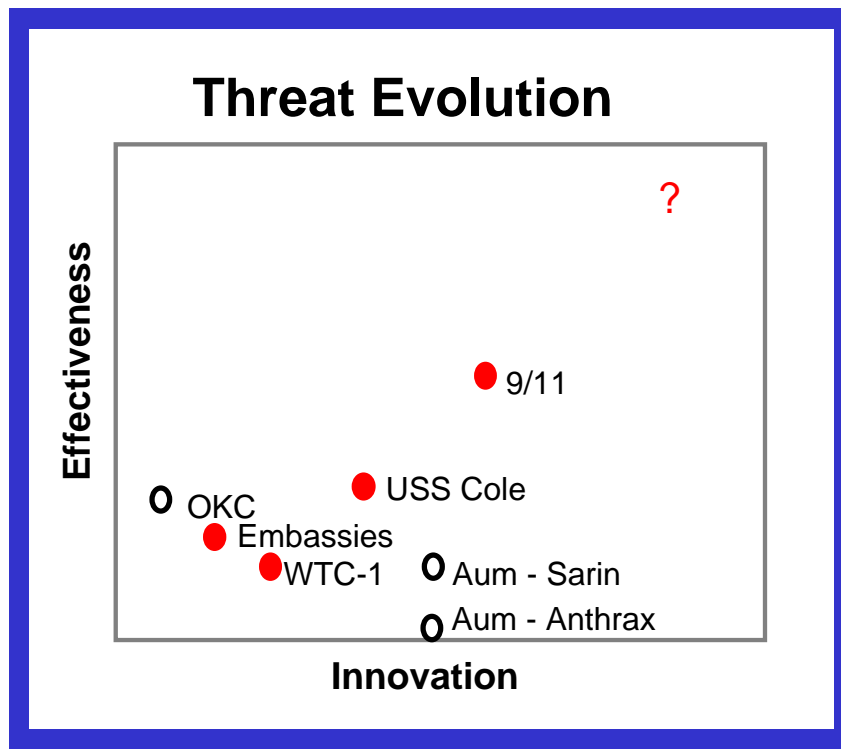 Threat Evolution
?
Effectiveness
9/11
USS Cole
OKC
Embassies
WTC-1
Aum - Sarin
Aum - Anthrax
Innovation